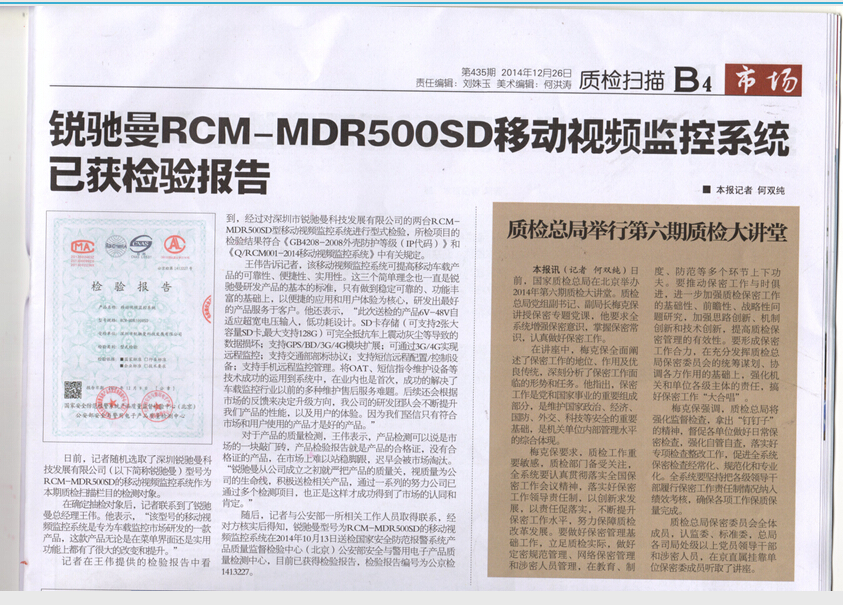 第435期 2014年12月26日
责任编辑：刘姝玉 美术编辑：何洪涛
质检扫描 B4 市场
锐驰曼RCM-MDR500SD移动视频监控系统
已获检验报告
■ 本报记者 何双纯
检 验 报 告
日前，记者随机选取了深圳锐驰曼科
技发展有限公司（以下简称锐驰曼）型号为
RCM-MDR500SD的移动视频监控系统作为
本期质检扫描栏目的检测对象。
在确定抽检对象后，记者联系到了锐驰
曼总经理王伟。他表示，“该型号的移动视
频监控系统是专为车载监控市场研发的一款
产品，这款产品无论是在菜单界面还是实用
功能上都有了很大的改变和提升。”
记者在王伟提供的检验报告中看
到，经过对深圳市锐驰曼科技发展有限公司的两台RCM-
MDR500SD型移动视频监控系统进行型式检验，所检项目的
检验结果符合《GB4208-2008外壳防护等级（IP代码）》和
《Q/RCM001-2014移动视频监控系统》中有关规定。
王伟告诉记者，该移动视频监控系统可提高移动车载产
品的可靠性、便捷性、实用性。这三个简单理念也一直是锐
驰曼研发产品的基本的标准，只有做到稳定可靠的、功能丰
富的基础上，以便捷的应用和用户体验为核心，研发出最好
的产品服务于客户。他还表示，“此次送检的产品6V-48V自
适应超宽电压输入，低功耗设计。SD卡存储（可支持2张大
容量SD卡,最大支持128G）可完全抵抗车上震动灰尘等导致的
数据损坏；支持GPS/BD/3G/4G模块扩展；可通过3G/4G实现
远程监控；支持交通部部标协议；支持短信远程配置/控制设
备；支持手机远程监控管理。将OAT、短信指令维护设备等
技术成功的运用到系统中，在业内也是首次，成功的解决了
车载监控行业以前的多种维护售后服务难题。后续还会根据
市场的反馈来决定升级方向，我公司的研发团队会不断提升
我们产品的性能，以及用户的体验。因为我们坚信只有符合
市场和用户使用的产品才是好的产品。”
对于产品的质量检测，王伟表示，产品检测可以说是市
场的一块敲门砖，产品检验报告就是产品的合格证，没有合
格证的产品，在市场上难以站稳脚跟，迟早会被市场淘汰。
“锐驰曼从公司成立之初就严把产品的质量关，视质量为公
司的生命线，积极送检相关产品，通过一系列的努力公司已
通过多个检测项目，也正是这样才成功得到了市场的认同和
肯定。”
随后，记者与公安部一所相关工作人员取得联系，经
对方核实后得知，锐驰曼型号为RCM-MDR500SD的移动视
频监控系统在2014年10月13日送检国家安全防范报警系统产
品质量监督检验中心（北京）公安部安全与警用电子产品质
量检测中心，目前已获得检验报告，检验报告编号为公京检
1413227。
质检总局举行第六期质检大讲堂
本报讯（记者 何双纯）日
前，国家质检总局在北京举办
2014年第六期质检大讲堂。质检
总局党组副书记、副局长梅克保
讲授保密专题党课，他要求全
系统增强保密意识，掌握保密常
识，认真做好保密工作。
在讲座中，梅克保全面阐
述了保密工作的地位、作用及优
良传统，深刻分析了保密工作面
临的形势和任务。他指出，保密
工作是党和国家事业的重要组成
部分，是维护国家政治、经济、
国防、外交、科技等安全的重要
基础，是机关单位内部管理水平
的综合体现。
梅克保要求，质检工作重
要敏感，质检部门备受关注，
全系统要认真贯彻落实全国保
密工作会议精神，落实好保密
工作领导责任制，以创新求发
展，以责任促落实，不断提升
保密工作水平，努力保障质检
改革发展。要做好保密管理基
础工作，立足质检实际，做好
定密规范管理、网络保密管理
和涉密人员管理，在教育、制
度、防范等多个环节上下功
夫。要推动保密工作与时俱
进，进一步加强质检保密工作
的基础性、前瞻性、战略性问
题研究，加强思路创新、机制
创新和技术创新，提高质检保
密管理的有效性。要形成保密
工作合力，在充分发挥质检总
局保密委员会的统筹谋划、协
调各方作用的基础上，强化机
关和单位各级主体的责任，搞
好保密工作“大合唱”。
梅克保强调，质检总局将
强化监督检查，拿出“钉钉子”
的精神，督促各单位做好日常保
密检查，强化自管自查，落实好
专项检查整改工作，促进全系统
保密检查经常化、规范化和专业
化。全系统要坚持把各级领导干
部履行保密工作责任制情况纳入
绩效考核，确保各项工作保质保
量完成。
质检总局保密委员会全体
成员，认监委、标准委，总局
各司局处级以上党员领导干部
和涉密人员，在京直属挂靠单
位保密委成员听取了讲座。